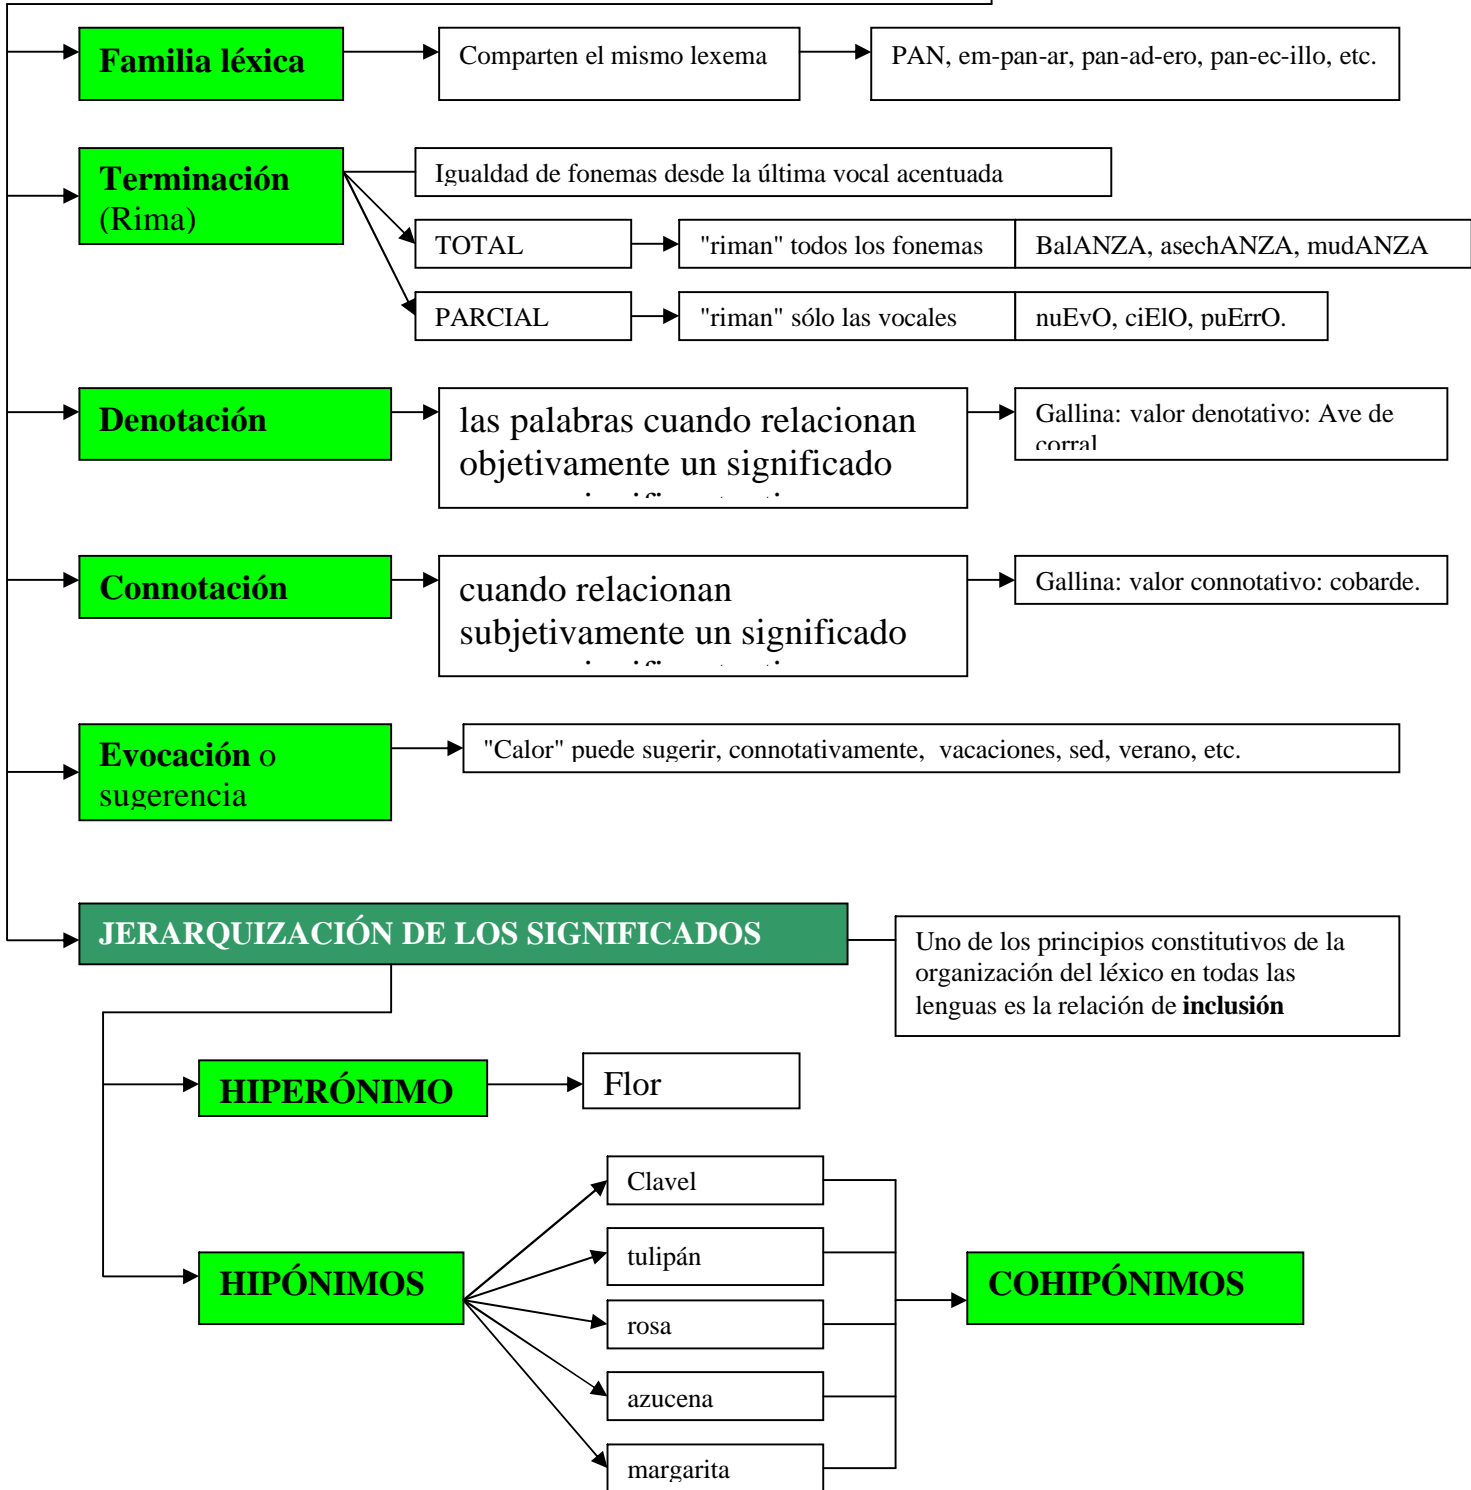 Familia léxica
Comparten el mismo lexema
PAN, em-pan-ar, pan-ad-ero, pan-ec-illo, etc.
Terminación
(Rima)
Igualdad de fonemas desde la última vocal acentuada
TOTAL
"riman" todos los fonemas
BalANZA, asechANZA, mudANZA
PARCIAL
"riman" sólo las vocales
nuEvO, ciElO, puErrO.
Denotación
las palabras cuando relacionan
objetivamente un significado
Gallina: valor denotativo: Ave de
corral
Connotación
cuando relacionan
subjetivamente un significado
Gallina: valor connotativo: cobarde.
Evocación o
sugerencia
"Calor" puede sugerir, connotativamente, vacaciones, sed, verano, etc.
JERARQUIZACIÓN DE LOS SIGNIFICADOS
Uno de los principios constitutivos de la
organización del léxico en todas las
lenguas es la relación de inclusión
HIPERÓNIMO
Flor
HIPÓNIMOS
Clavel
tulipán
rosa
azucena
margarita
COHIPÓNIMOS